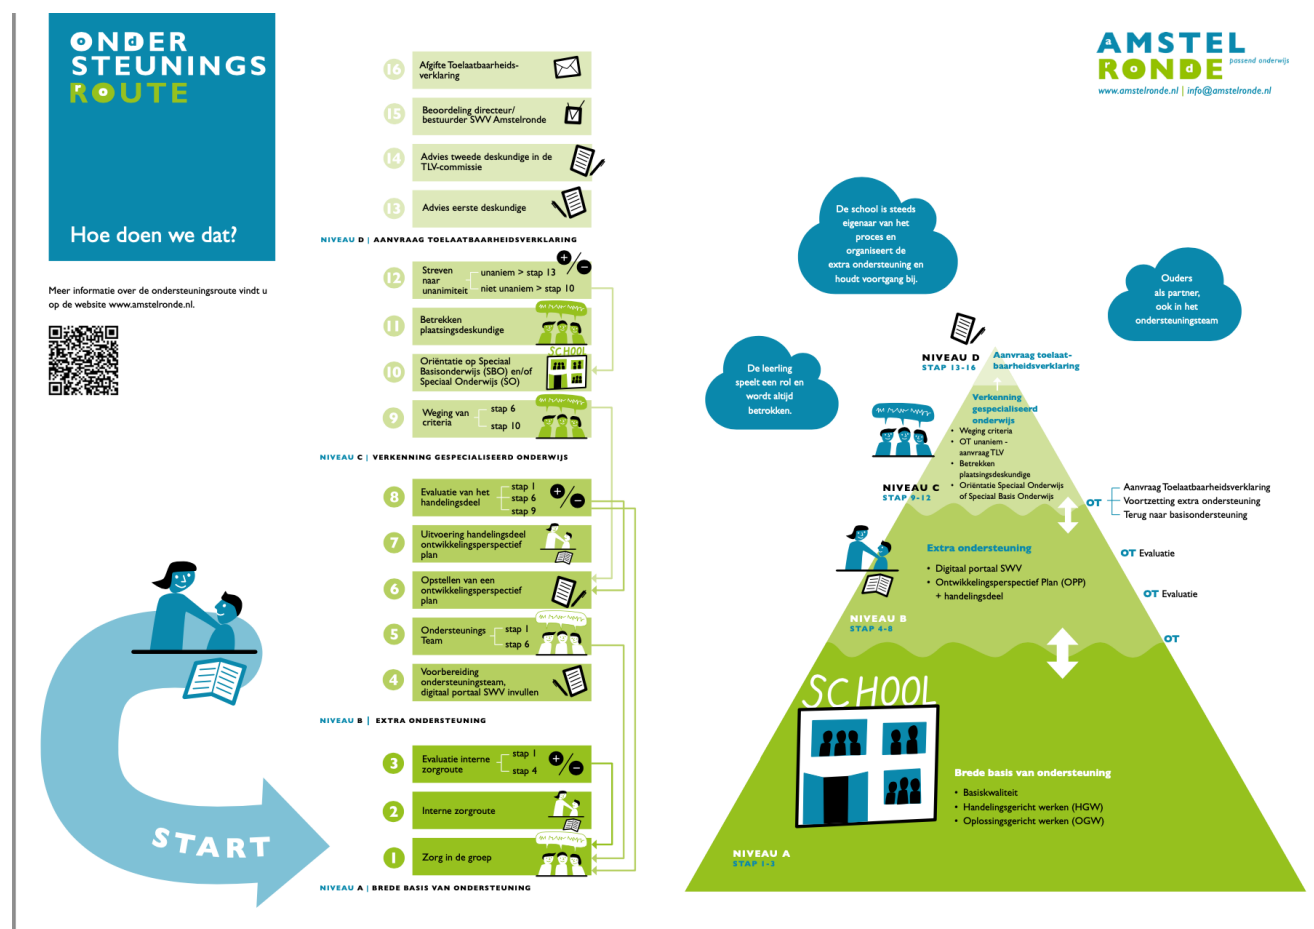 ONDER
STEUNINGS
ROUTE
Hoe doen we dat?
Meer informatie over de ondersteuningsroute vindt u
op de website www.amstelronde.nl.
START
16
Afgifte Toelaatbaarheids-
verklaring
15
Beoordeling directeur/
bestuurder SWV Amstelronde
14
Advies tweede deskundige in de
TLV-commissie
13
Advies eerste deskundige
NIVEAU D | AANVRAAG TOELAATBAARHEIDSVERKLARING
12
Streven
naar
unanimiteit
unaniem > stap 13
niet unaniem > stap 10
11
Betrekken
plaatsingsdeskundige
10
Oriëntatie op Speciaal
Basisonderwijs (SBO) en/of
Speciaal Onderwijs (SO)
SCHOOL
9
Weging van
criteria
stap 6
stap 10
NIVEAU C | VERKENNING GESPECIALISEERD ONDERWIJS
8
Evaluatie van het
handelingsdeel
stap 1
stap 6
stap 9
7
Uitvoering handelingsdeel
ontwikkelingsperspectief
plan
6
Opstellen van een
ontwikkelingsperspectief
plan
5
Ondersteunings
Team
stap 1
stap 6
4
Voorbereiding
ondersteuningsteam,
digitaal portaal SWV invullen
NIVEAU B | EXTRA ONDERSTEUNING
3
Evaluatie interne
zorgroute
stap 1
stap 4
2
Interne zorgroute
1
Zorg in de groep
NIVEAU A | BREDE BASIS VAN ONDERSTEUNING
AMSTEL
RONDE passend onderwijs
www.amstelronde.nl | info@amstelronde.nl
De school is steeds
eigenaar van het
proces en
organiseert de
extra ondersteuning en
houdt voortgang bij.
Ouders
als partner,
ook in het
ondersteuningsteam
De leerling
speelt een rol en
wordt altijd
betrokken.
NIVEAU D
STAP 13-16
Aanvraag toelaat-
baarheidsverklaring
Verkenning
gespecialiseerd
onderwijs
• Weging criteria
• OT unaniem -
aanvraag TLV
• Betrekken
plaatsingsdeskundige
• Oriëntatie Speciaal Onderwijs
of Speciaal Basis Onderwijs
NIVEAU C
STAP 9-12
OT
Aanvraag Toelaatbaarheidsverklaring
Voortzetting extra ondersteuning
Terug naar basisondersteuning
Extra ondersteuning
• Digitaal portaal SWV
• Ontwikkelingsperspectief Plan (OPP)
+ handelingsdeel
OT Evaluatie
OT Evaluatie
NIVEAU B
STAP 4-8
OT
SCHOOL
Brede basis van ondersteuning
• Basiskwaliteit
• Handelingsgericht werken (HGW)
• Oplossingsgericht werken (OGW)
NIVEAU A
STAP 1-3